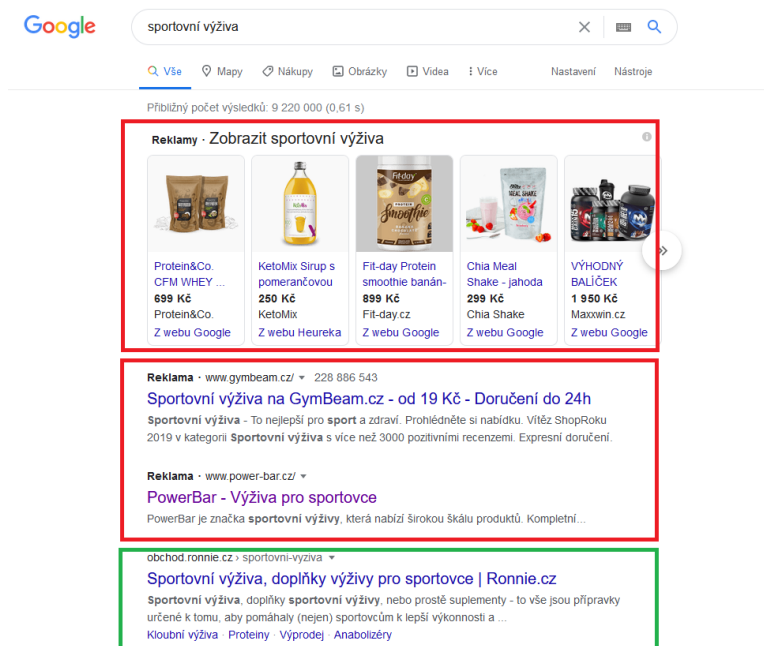 Google
sportovní výživa
Vše Mapy Nákupy Obrázky Videa Více Nastavení Nástroje
Přibližný počet výsledků: 9 220 000 (0,61 s)
Reklamy · Zobrazit sportovní výživa
Fit-day
PROTEIN
Smoothie
MEAL SHAKE
Protein&Co.
CFM WHEY ...
699 Kč
Protein&Co.
Z webu Google
KetoMix Sirup s
pomerančovou
250 Kč
KetoMix
Z webu Heureka
Fit-day Protein
smoothie banán-
899 Kč
Fit-day.cz
Z webu Google
Chia Meal
Shake - jahoda
299 Kč
Chia Shake
Z webu Google
VÝHODNÝ
BALÍČEK
1 950 Kč
Maxxwin.cz
Z webu Google
Reklama · www.gymbeam.cz/ 228 886 543
Sportovní výživa na GymBeam.cz - od 19 Kč - Doručení do 24h
Sportovní výživa - To nejlepší pro sport a zdraví. Prohlédněte si nabídku. Vítěz ShopRoku
2019 v kategorii Sportovní výživa s více než 3000 pozitivními recenzemi. Expresní doručení.
Reklama · www.power-bar.cz/
PowerBar - Výživa pro sportovce
PowerBar je značka sportovní výživy, která nabízí širokou škálu produktů. Kompletní...
obchod.ronnie.cz › sportovni-vyziva
Sportovní výživa, doplňky výživy pro sportovce | Ronnie.cz
Sportovní výživa, doplňky sportovní výživy, nebo prostě suplementy - to vše jsou přípravky
určené k tomu, aby pomáhaly (nejen) sportovcům k lepší výkonnosti a ...
Kloubní výživa · Proteiny · Výprodej · Anabolizéry